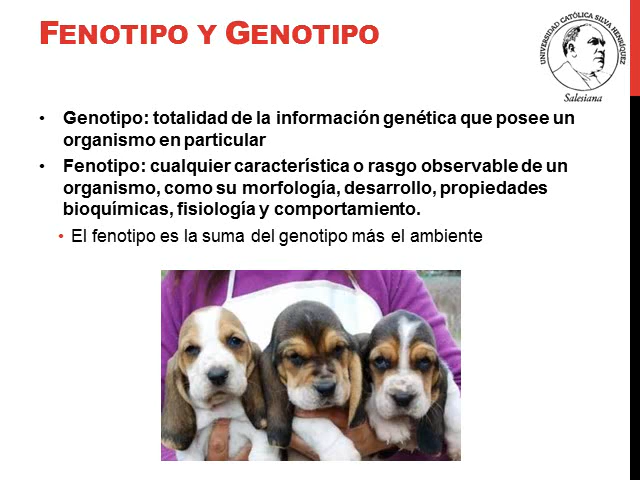 FENOTIPO Y GENOTIPO
UNIVERSIDAD CATÓLICA SILVA HENRÍQUEZ
Salesiana
• Genotipo: totalidad de la información genética que posee un
organismo en particular
• Fenotipo: cualquier característica o rasgo observable de un
organismo, como su morfología, desarrollo, propiedades
bioquímicas, fisiología y comportamiento.
• El fenotipo es la suma del genotipo más el ambiente